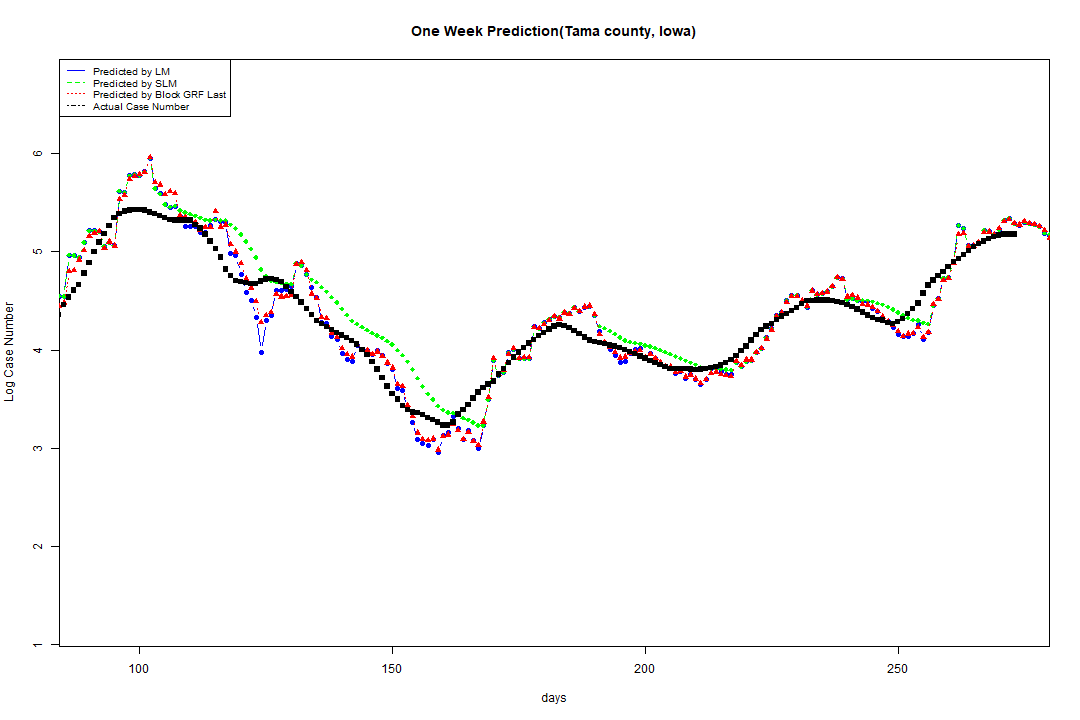 One Week Prediction(Tama county, Iowa)
Predicted by LM
Predicted by SLM
Predicted by Block GRF Last
Actual Case Number
6
5
4
3
2
1
Log Case Number
100 150 200 250
days